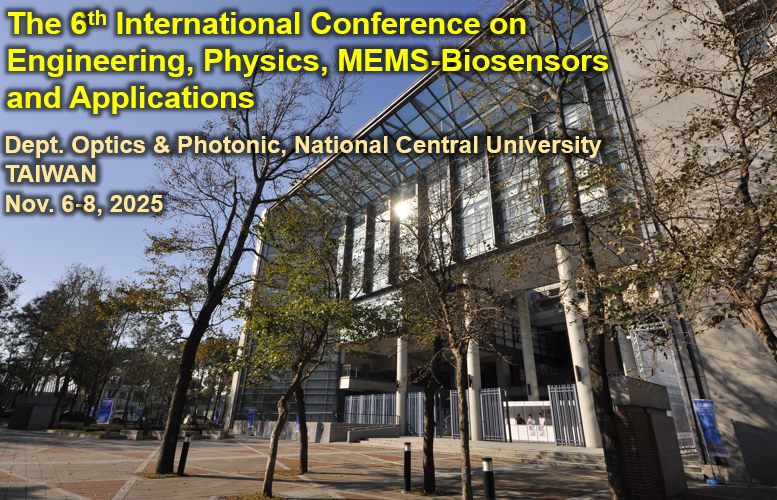 The 6th International Conference on
Engineering, Physics, MEMS-Biosensors
and Applications
Dept. Optics & Photonic, National Central University
TAIWAN
Nov. 6-8, 2025